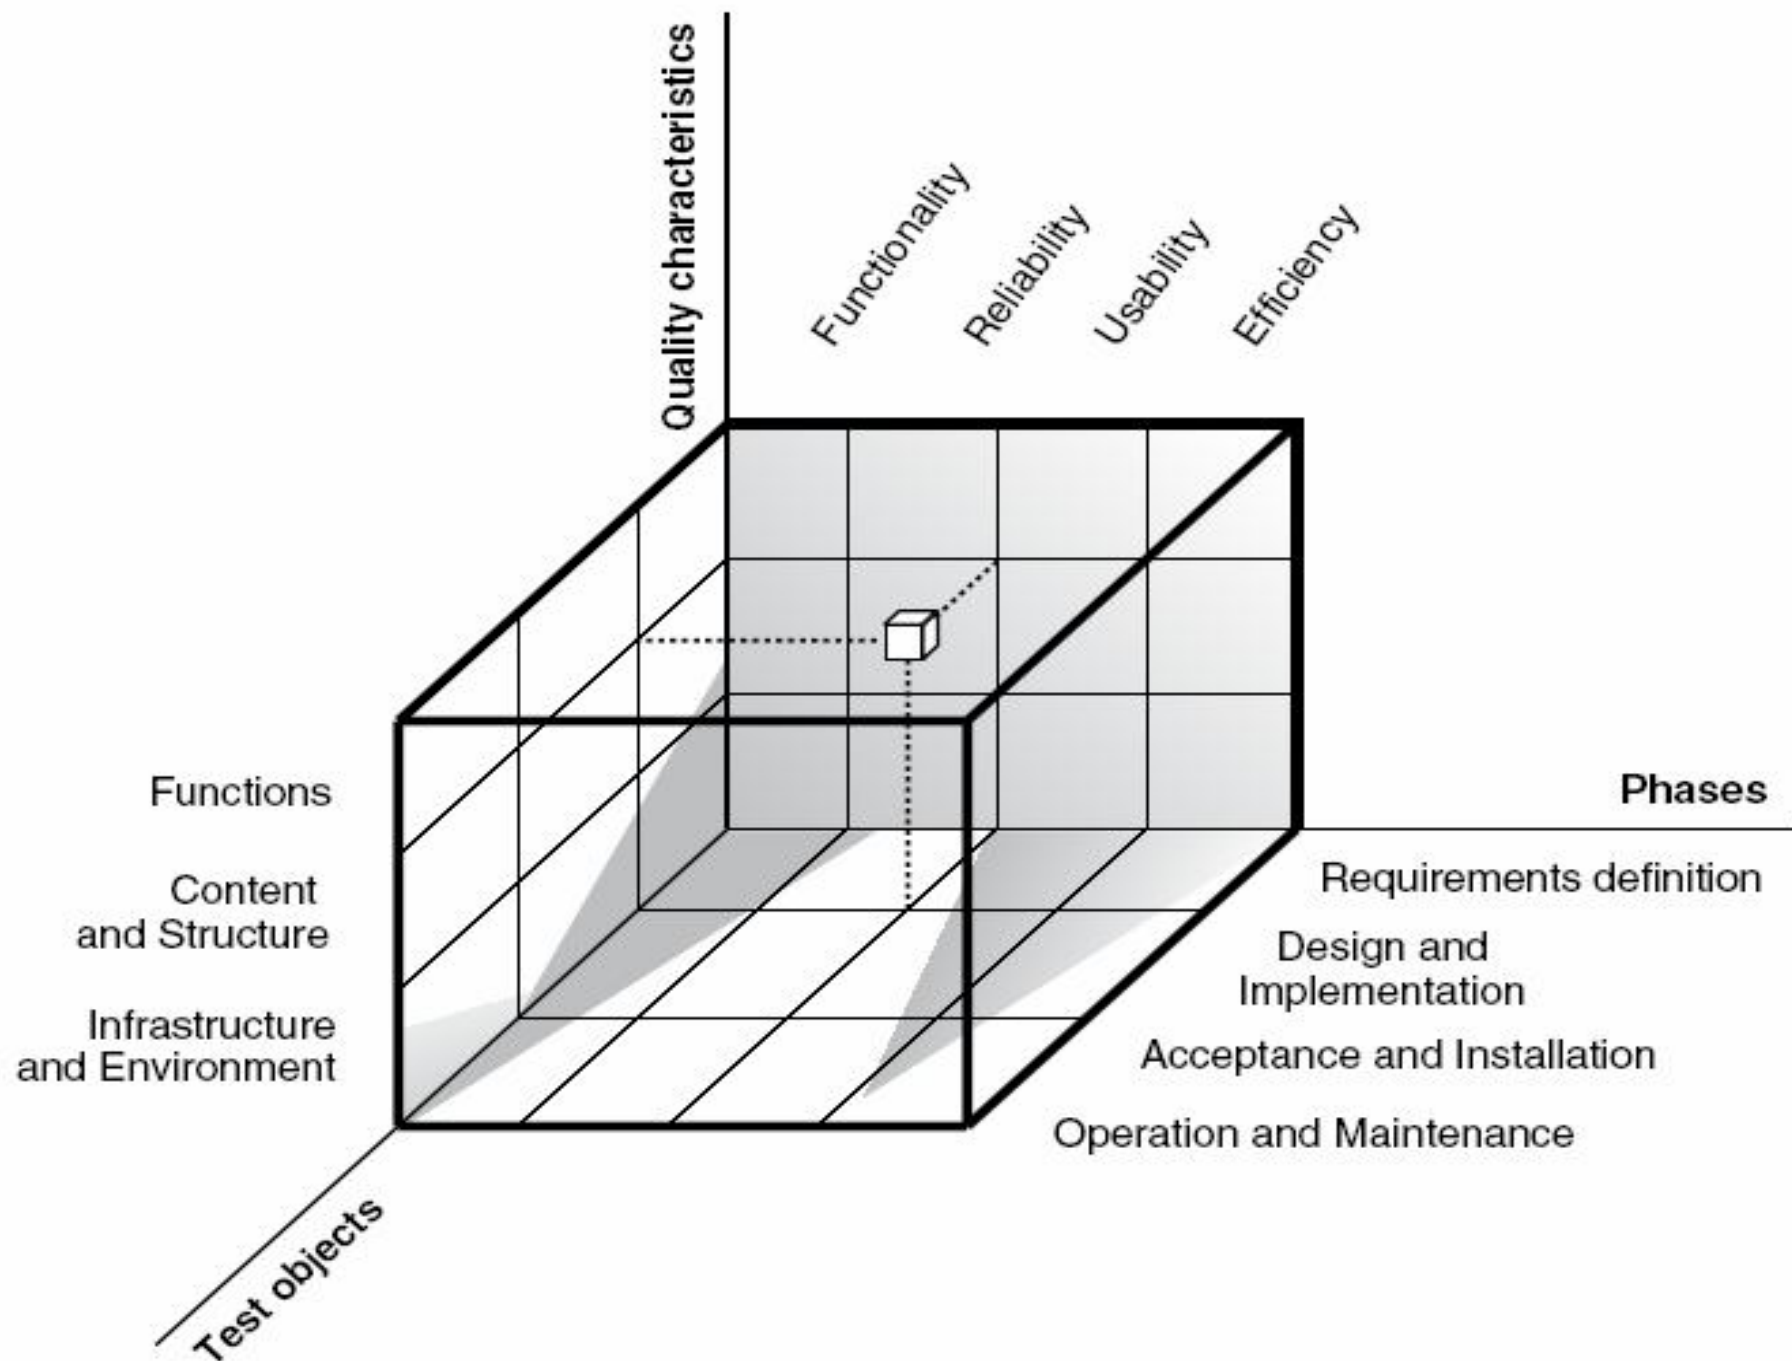 Quality characteristics
Functionality
Reliability
Usability
Efficiency
Functions
Content
and Structure
Infrastructure
and Environment
Phases
Requirements definition
Design and
Implementation
Acceptance and Installation
Operation and Maintenance
Test objects